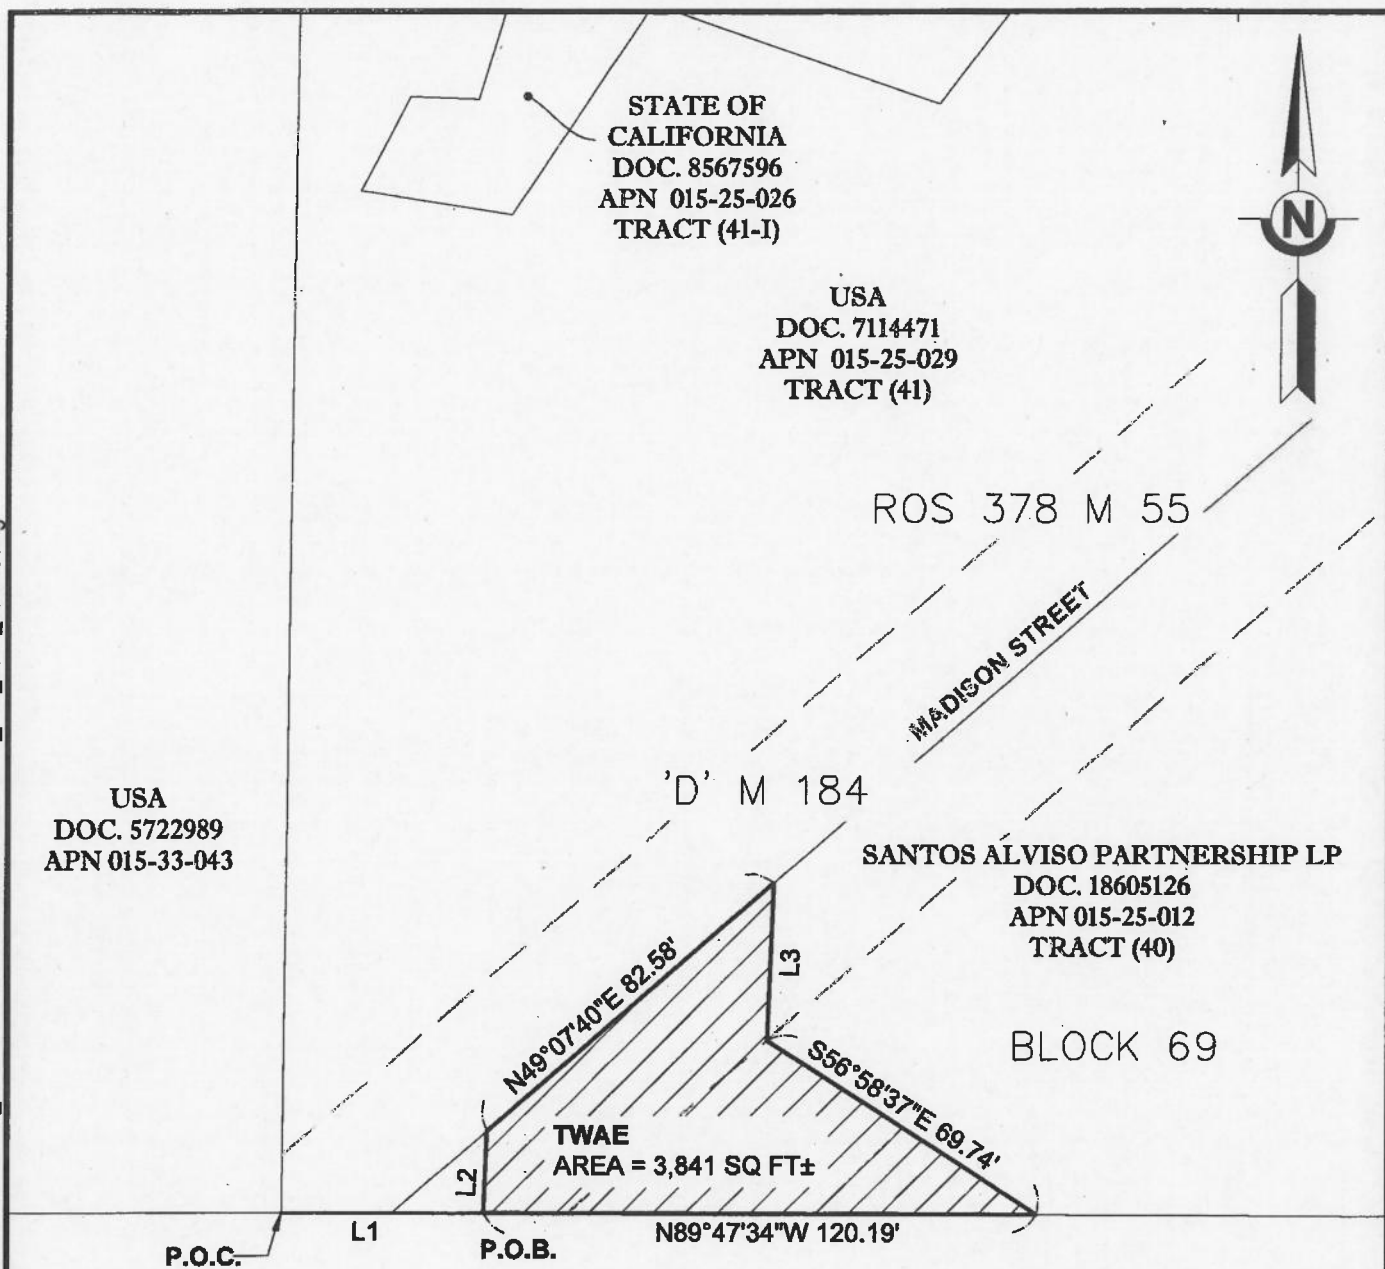 STATE OF
CALIFORNIA
DOC. 8567596
APN 015-25-026
TRACT (41-I)
N
USA
DOC. 7114471
APN 015-25-029
TRACT (41)
ROS 378 M 55
MADISON STREET
'D' M 184
USA
DOC. 5722989
APN 015-33-043
SANTOS ALVISO PARTNERSHIP LP
DOC. 18605126
APN 015-25-012
TRACT (40)
BLOCK 69
N49°07'40"E 82.58'
L3
S56°58'37"E 69.74'
TWAE
AREA = 3,841 SQ FT±
L2
L1
N89°47'34"W 120.19'
P.O.C.
P.O.B.